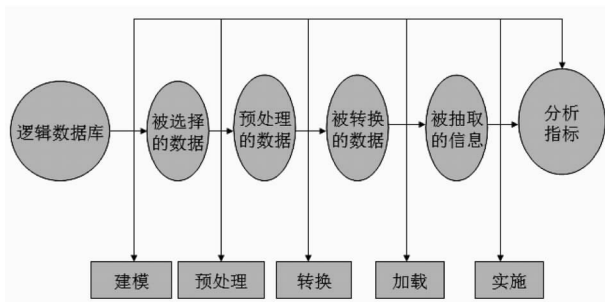 逻辑数据库
被选择
的数据
预处理
的数据
被转换
的数据
被抽取
的信息
分析
指标
建模
预处理
转换
加载
实施